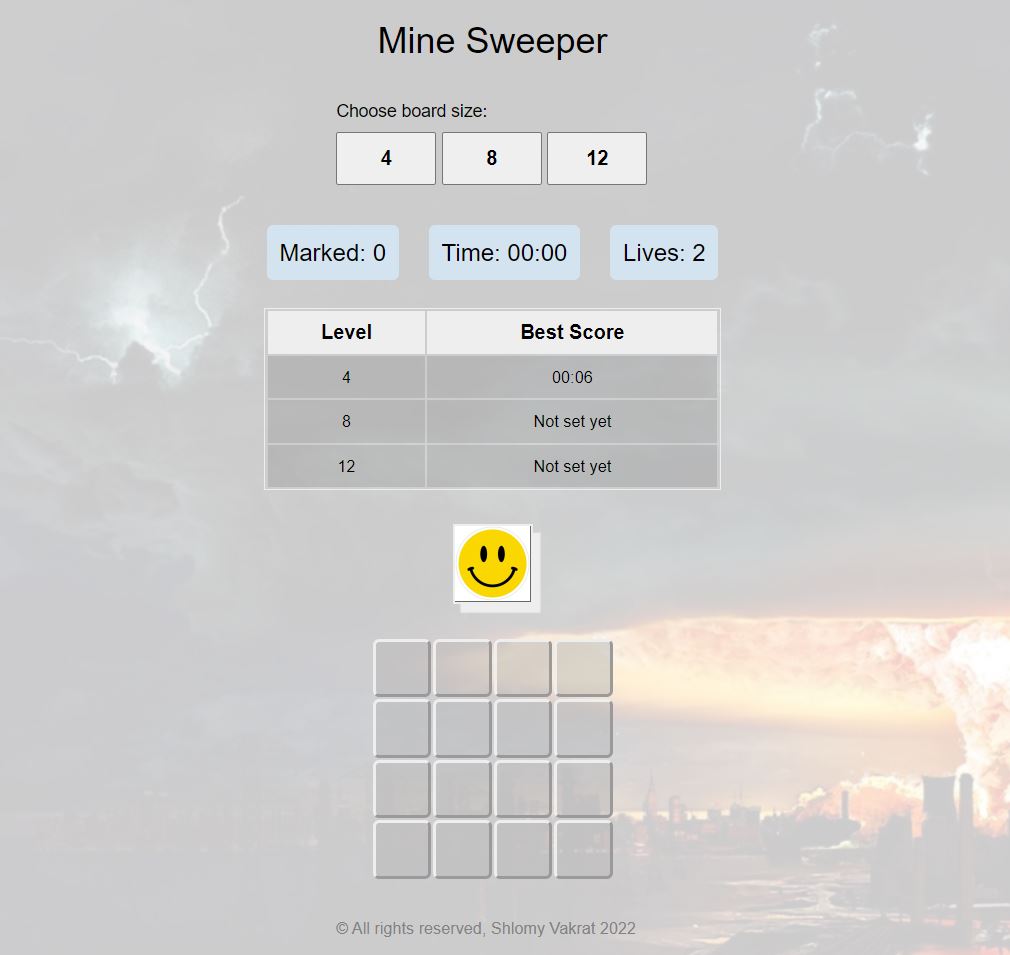 Mine Sweeper
Choose board size:
4 8 12
Marked: 0 Time: 00:00 Lives: 2
Level Best Score
4 00:06
8 Not set yet
12 Not set yet
© All rights reserved, Shlomy Vakrat 2022